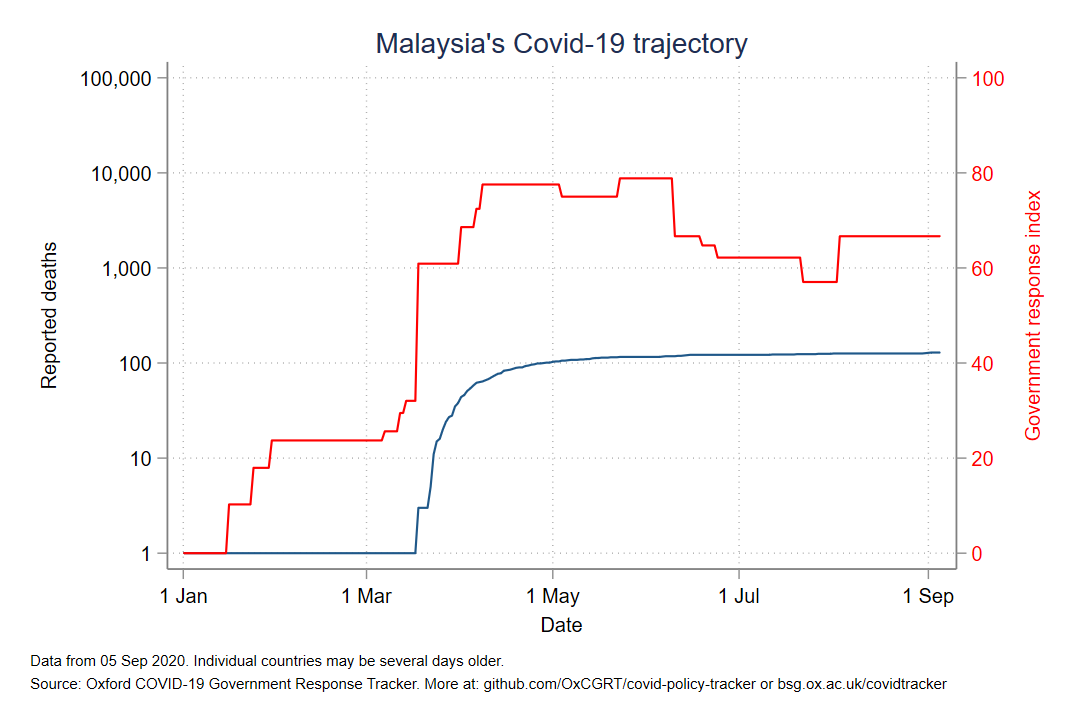 Malaysia's Covid-19 trajectory
100,000
10,000
1,000
100
10
1
Reported deaths
100
80
60
40
20
0
Government response index
1 Jan
1 Mar
1 May
1 Jul
1 Sep
Date
Data from 05 Sep 2020. Individual countries may be several days older.
Source: Oxford COVID-19 Government Response Tracker. More at: github.com/OxCGRT/covid-policy-tracker or bsg.ox.ac.uk/covidtracker